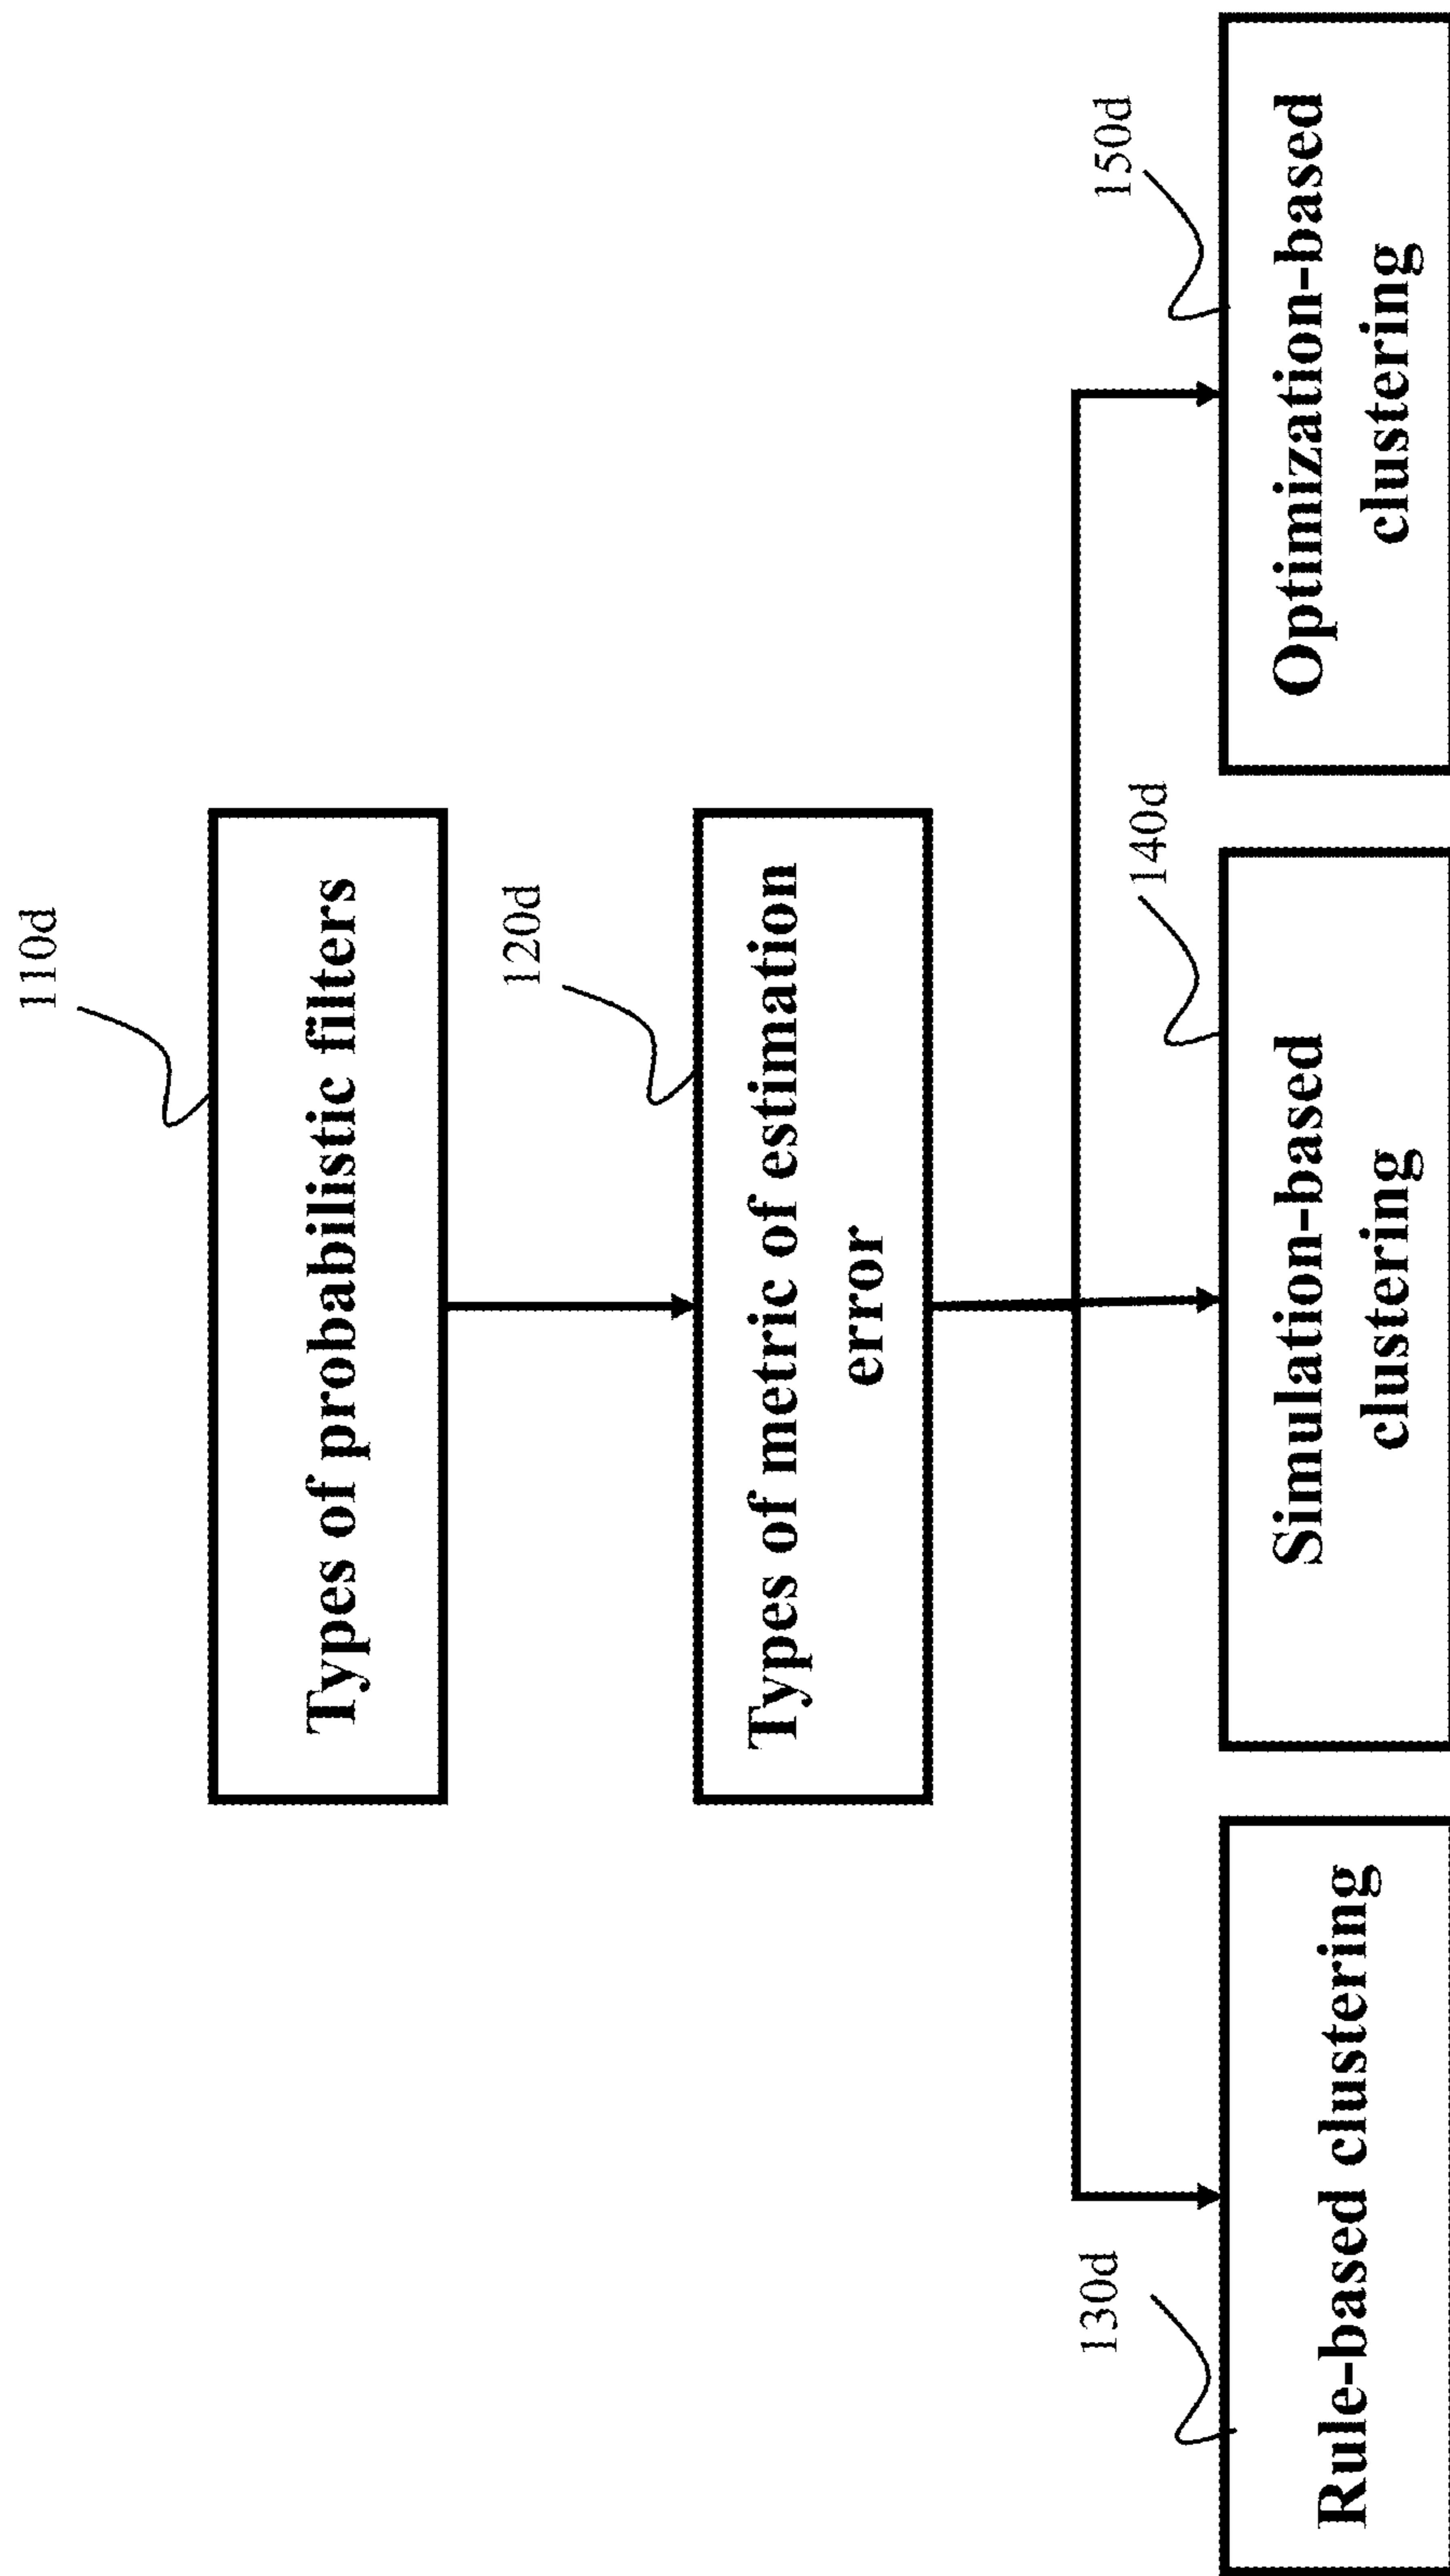 110d
Types of probabilistic filters
120d
Types of metric of estimation
error
130d
Rule-based clustering
140d
Simulation-based
clustering
150d
Optimization-based
clustering